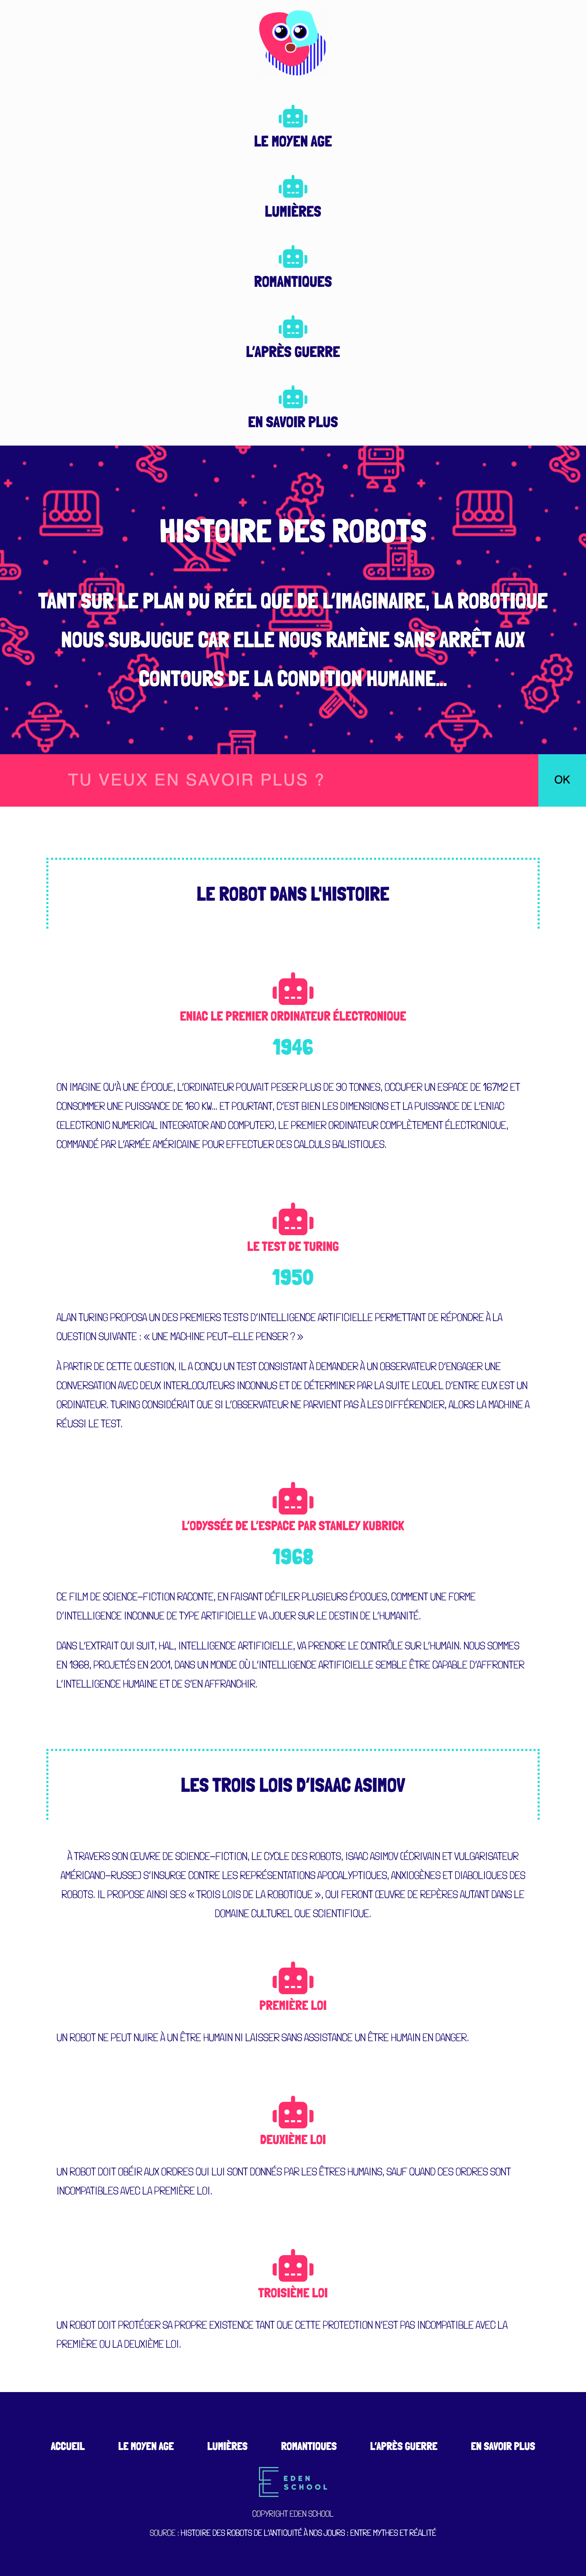 LE MOYEN AGE
LUMIÈRES
ROMANTIQUES
L'APRÈS GUERRE
EN SAVOIR PLUS
HISTOIRE DES ROBOTS
TANT SUR LE PLAN DU RÉEL QUE DE L'IMAGINAIRE, LA ROBOTIQUE
NOUS SUBJUGUE CAR ELLE NOUS RAMÈNE SANS ARRÊT AUX
CONTOURS DE LA CONDITION HUMAINE...
TU VEUX EN SAVOIR PLUS ?
OK
LE ROBOT DANS L'HISTOIRE
ENIAC LE PREMIER ORDINATEUR ÉLECTRONIQUE
1946
ON IMAGINE QU'À UNE ÉPOQUE, L'ORDINATEUR POUVAIT PESER PLUS DE 30 TONNES, OCCUPER UN ESPACE DE 167M2 ET
CONSOMMER UNE PUISSANCE DE 160 KW... ET POURTANT, C'EST BIEN LES DIMENSIONS ET LA PUISSANCE DE L'ENIAC
(ELECTRONIC NUMERICAL INTEGRATOR AND COMPUTER), LE PREMIER ORDINATEUR COMPLÈTEMENT ÉLECTRONIQUE,
COMMANDÉ PAR L'ARMÉE AMÉRICAINE POUR EFFECTUER DES CALCULS BALISTIQUES.
LE TEST DE TURING
1950
ALAN TURING PROPOSA UN DES PREMIERS TESTS D'INTELLIGENCE ARTIFICIELLE PERMETTANT DE RÉPONDRE À LA
QUESTION SUIVANTE : « UNE MACHINE PEUT-ELLE PENSER ? »
À PARTIR DE CETTE QUESTION, IL A CONÇU UN TEST CONSISTANT À DEMANDER À UN OBSERVATEUR D'ENGAGER UNE
CONVERSATION AVEC DEUX INTERLOCUTEURS INCONNUS ET DE DÉTERMINER PAR LA SUITE LEQUEL D'ENTRE EUX EST UN
ORDINATEUR. TURING CONSIDÉRAIT QUE SI L'OBSERVATEUR NE PARVIENT PAS À LES DIFFÉRENCIER, ALORS LA MACHINE A
RÉUSSI LE TEST.
L'ODYSSÉE DE L'ESPACE PAR STANLEY KUBRICK
1968
CE FILM DE SCIENCE-FICTION RACONTE, EN FAISANT DÉFILER PLUSIEURS ÉPOQUES, COMMENT UNE FORME
D'INTELLIGENCE INCONNUE DE TYPE ARTIFICIELLE VA JOUER SUR LE DESTIN DE L'HUMANITÉ.
DANS L'EXTRAIT QUI SUIT, HAL, INTELLIGENCE ARTIFICIELLE, VA PRENDRE LE CONTRÔLE SUR L'HUMAIN. NOUS SOMMES
EN 1968, PROJETÉS EN 2001, DANS UN MONDE OÙ L'INTELLIGENCE ARTIFICIELLE SEMBLE ÊTRE CAPABLE D'AFFRONTER
L'INTELLIGENCE HUMAINE ET DE S'EN AFFRANCHIR.
LES TROIS LOIS D'ISAAC ASIMOV
À TRAVERS SON ŒUVRE DE SCIENCE-FICTION, LE CYCLE DES ROBOTS, ISAAC ASIMOV (ÉCRIVAIN ET VULGARISATEUR
AMÉRICANO-RUSSE) S'INSURGE CONTRE LES REPRÉSENTATIONS APOCALYPTIQUES, ANXIOGÈNES ET DIABOLIQUES DES
ROBOTS. IL PROPOSE AINSI SES « TROIS LOIS DE LA ROBOTIQUE », QUI FERONT ŒUVRE DE REPÈRES AUTANT DANS LE
DOMAINE CULTUREL QUE SCIENTIFIQUE.
PREMIÈRE LOI
UN ROBOT NE PEUT NUIRE À UN ÊTRE HUMAIN NI LAISSER SANS ASSISTANCE UN ÊTRE HUMAIN EN DANGER.
DEUXIÈME LOI
UN ROBOT DOIT OBÉIR AUX ORDRES QUI LUI SONT DONNÉS PAR LES ÊTRES HUMAINS, SAUF QUAND CES ORDRES SONT
INCOMPATIBLES AVEC LA PREMIÈRE LOI.
TROISIÈME LOI
UN ROBOT DOIT PROTÉGER SA PROPRE EXISTENCE TANT QUE CETTE PROTECTION N'EST PAS INCOMPATIBLE AVEC LA
PREMIÈRE OU LA DEUXIÈME LOI.
ACCUEIL LE MOYEN AGE LUMIÈRES ROMANTIQUES L'APRÈS GUERRE EN SAVOIR PLUS
EDEN
SCHOOL
COPYRIGHT EDEN SCHOOL
SOURCE : HISTOIRE DES ROBOTS DE L'ANTIQUITÉ À NOS JOURS : ENTRE MYTHES ET RÉALITÉ